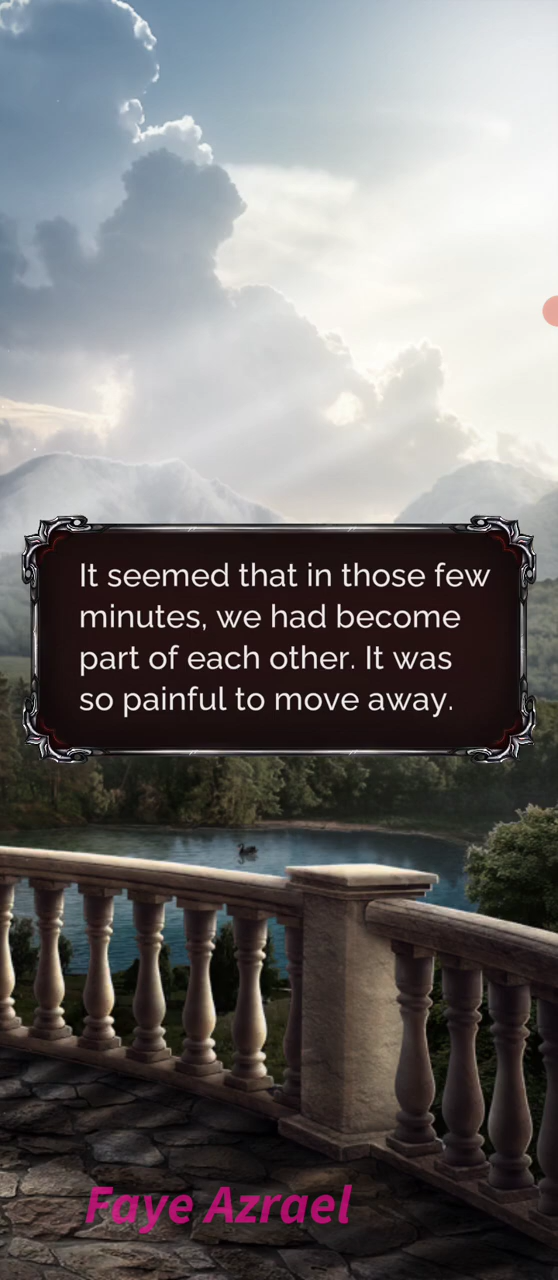 It seemed that in those few
minutes, we had become
part of each other. It was
so painful to move away.
Faye Azrael